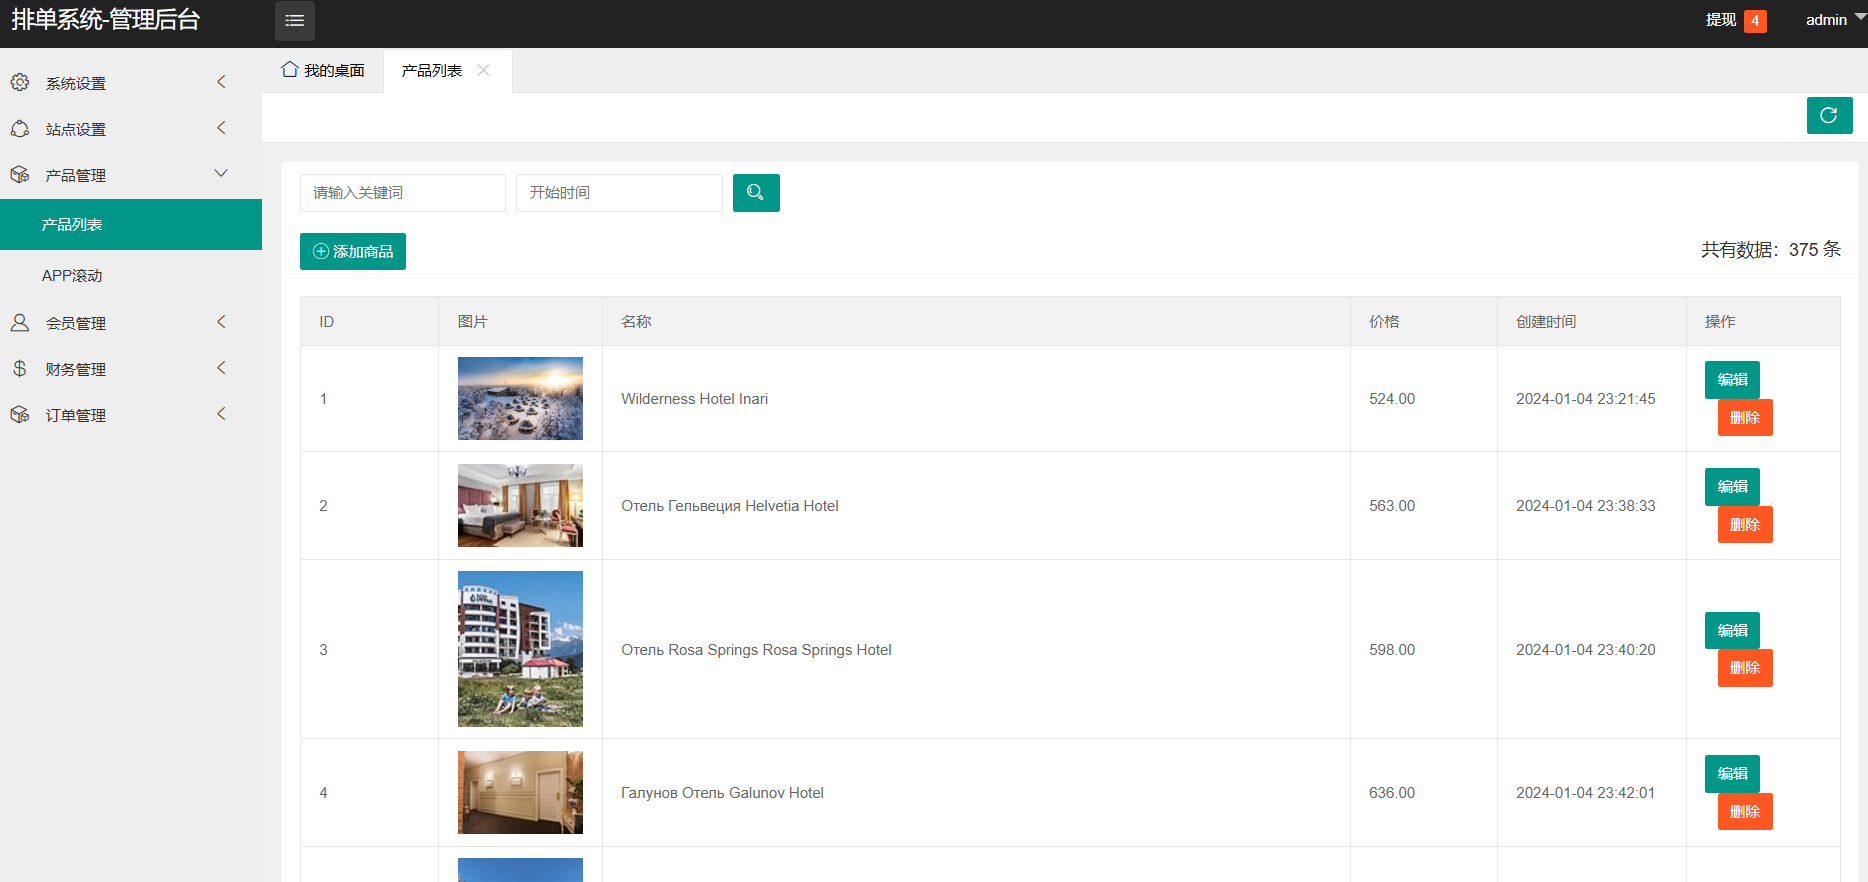 排单系统-管理后台
提现 4 admin
系统设置
站点设置
产品管理
产品列表
APP滚动
会员管理
财务管理
订单管理
我的桌面 产品列表
请输入关键词 开始时间
添加商品
共有数据：375 条
ID 图片 名称 价格 创建时间 操作
1 Wilderness Hotel Inari 524.00 2024-01-04 23:21:45 编辑
删除
2 Отель Гельвеция Helvetia Hotel 563.00 2024-01-04 23:38:33 编辑
删除
3 Отель Rosa Springs Rosa Springs Hotel 598.00 2024-01-04 23:40:20 编辑
删除
4 Галунов Отель Galunov Hotel 636.00 2024-01-04 23:42:01 编辑
删除